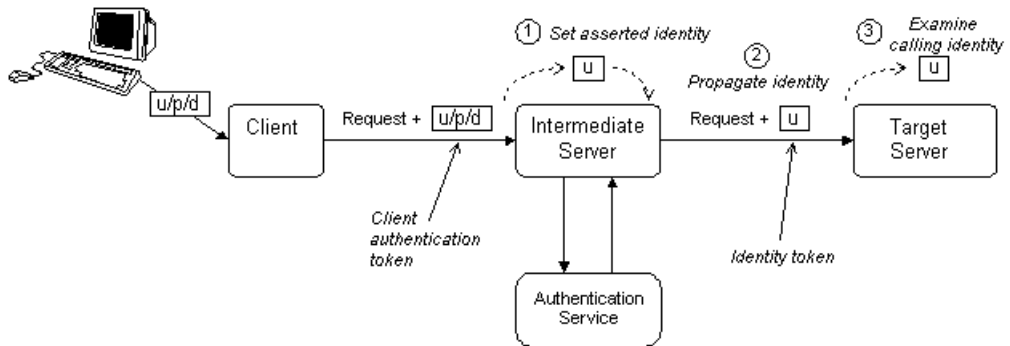 1 Set asserted identity
u
2
Propagate identity
3 Examine
calling identity
u
u/p/d
Client
Request + u/p/d
Intermediate
Server
Request + u
Target
Server
Client
authentication
token
Identity token
Authentication
Service